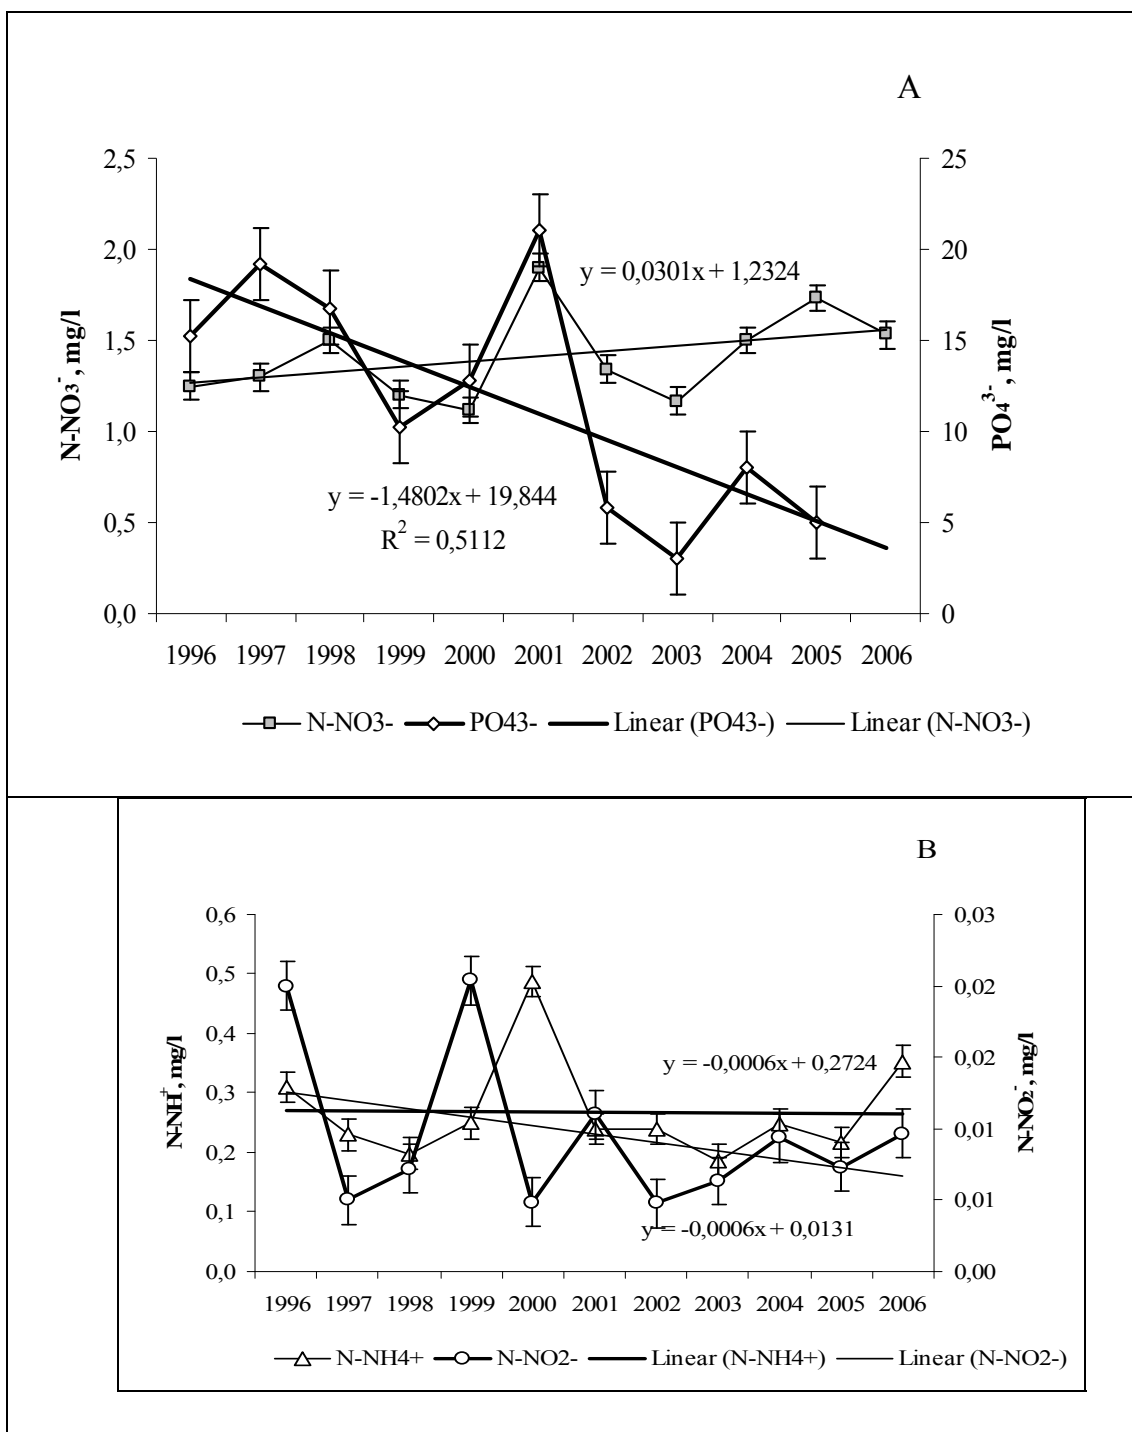 A
2,5
2,0
1,5
1,0
0,5
0,0
N-NO3-, mg/l
25
20
15
10
5
0
PO43-, mg/l
y = 0,0301x + 1,2324
y = -1,4802x + 19,844
R2 = 0,5112
1996 1997 1998 1999 2000 2001 2002 2003 2004 2005 2006
N-NO3- PO43- Linear (PO43-) Linear (N-NO3-)
B
0,6
0,5
0,4
0,3
0,2
0,1
0,0
N-NH+, mg/l
0,03
0,02
0,02
0,01
0,01
0,00
N-NO2-, mg/l
y = -0,0006x + 0,2724
y = -0,0006x + 0,0131
1996 1997 1998 1999 2000 2001 2002 2003 2004 2005 2006
N-NH4+ N-NO2- Linear (N-NH4+) Linear (N-NO2-)